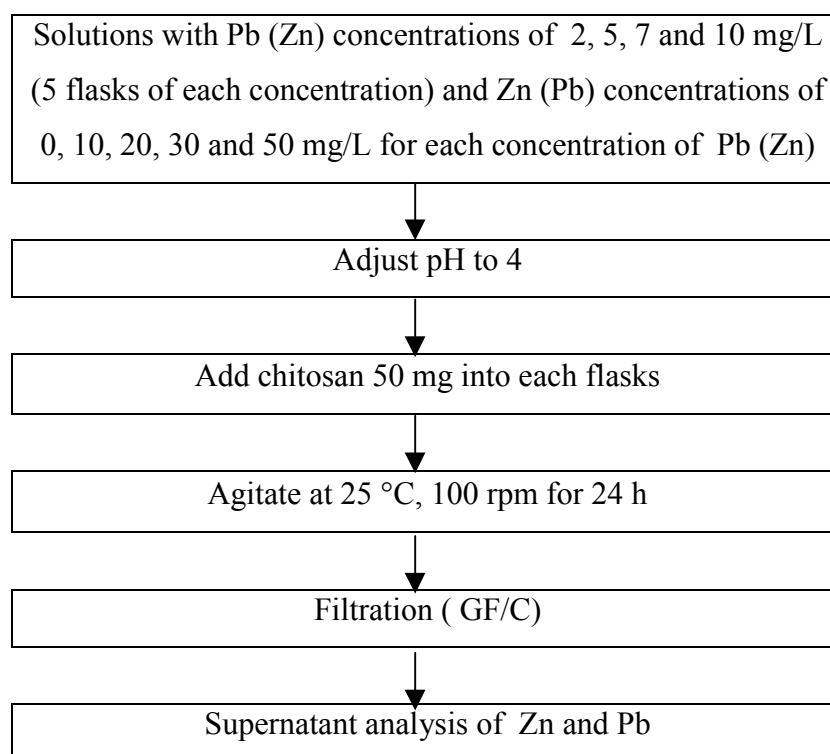 Solutions with Pb (Zn) concentrations of 2, 5, 7 and 10 mg/L
(5 flasks of each concentration) and Zn (Pb) concentrations of
0, 10, 20, 30 and 50 mg/L for each concentration of Pb (Zn)
Adjust pH to 4
Add chitosan 50 mg into each flasks
Agitate at 25 °C, 100 rpm for 24 h
Filtration ( GF/C)
Supernatant analysis of Zn and Pb